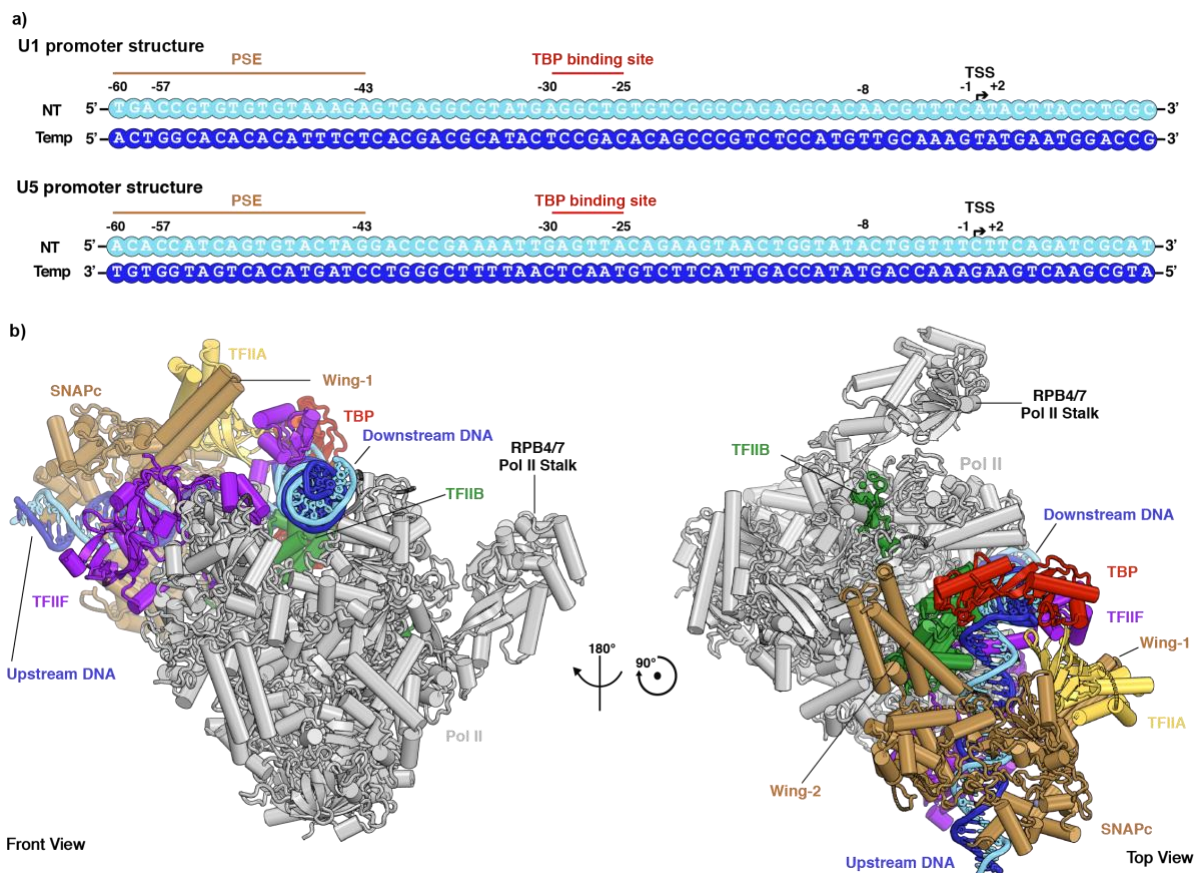 a)
U1 promoter structure
PSE
TBP binding site
TSS
-60 -57 -43 -30 -25 -8 -1 +2
NT 5’ TGACCGTGTGTGTAAAGAGTGAGGCGTATGAGGCTGTGTCGGGCAGAGGCACAACGTTTCATACTTACCTGGC 3’
Temp 5’ ACTGGCACACACATTTCTCACGACGCATACTCCGACACAGCCCGTCTCCATGTTGCAAAGTATGAATGGACCG 3’
U5 promoter structure
PSE
TBP binding site
TSS
-60 -57 -43 -30 -25 -8 -1 +2
NT 5’ ACACCATCAGTGTACTAGGACCCGAAAATTGAGTTACAGAAGTAACTGGTATACTGGTTTCTTCAGATCGCAT 3’
Temp 3’ TGTGGTAGTCACATGATCCTGGGCTTTTAACTCAATGTCTTCATTGACCATATGACCAAAGAAGTCAAGCGTA 5’
b)
TFIIA
SNAPc
Wing-1
TBP
Downstream DNA
RPB4/7
Pol II Stalk
TFIIB
TFIIF
Upstream DNA
Pol II
Front View
180°
90°
RPB4/7
Pol II Stalk
TFIIB
Pol II
Downstream DNA
TBP
TFIIF
Wing-1
TFIIA
Wing-2
SNAPc
Upstream DNA
Top View